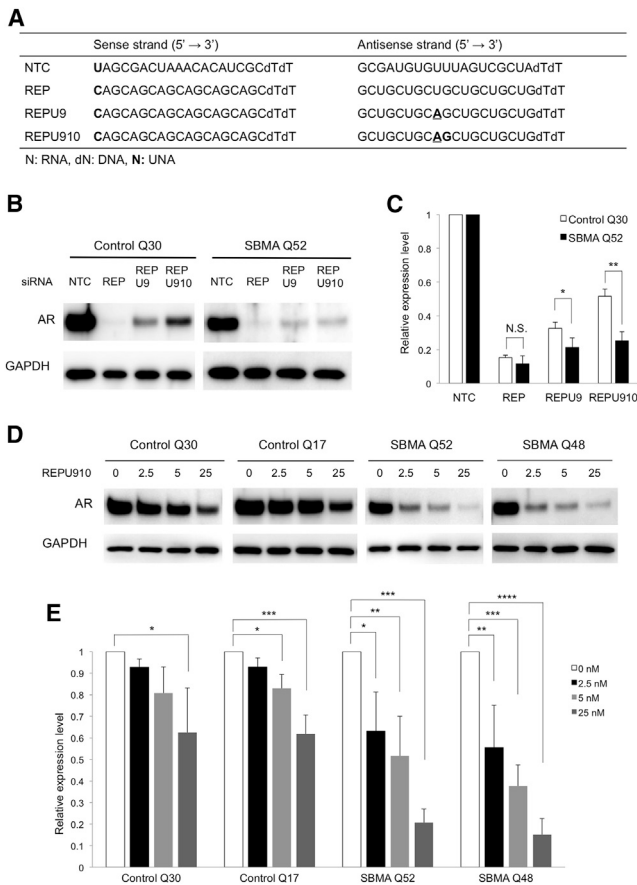 A
Sense strand (5’ → 3’) Antisense strand (5’ → 3’)
NTC UAGCGACUAAACACAUCGCdTdT GCGAUGUGUUUAGUCGCUAdTdT
REP CAGCAGCAGCAGCAGCAGCdTdT GCUGCUGCUGCUGCUGCUGdTdT
REPU9 CAGCAGCAGCAGCAGCAGCdTdT GCUGCUGCAGCUGCUGCUGdTdT
REPU910 CAGCAGCAGCAGCAGCAGCdTdT GCUGCUGCAGCUGCUGCUGdTdT
N: RNA, dN: DNA, N: UNA
B
Control Q30 SBMA Q52
siRNA NTC REP REP U9 REP U910 NTC REP REP U9 REP U910
AR
GAPDH
C
Relative expression level
1
0.8
0.6
0.4
0.2
0
Control Q30
SBMA Q52
N.S. * **
NTC REP REPU9 REPU910
D
Control Q30 Control Q17 SBMA Q52 SBMA Q48
REPU910 0 2.5 5 25 0 2.5 5 25 0 2.5 5 25 0 2.5 5 25
AR
GAPDH
E
Relative expression level
1
0.9
0.8
0.7
0.6
0.5
0.4
0.3
0.2
0.1
0
* *** * *** ** * **** *** **
0 nM
2.5 nM
5 nM
25 nM
Control Q30 Control Q17 SBMA Q52 SBMA Q48